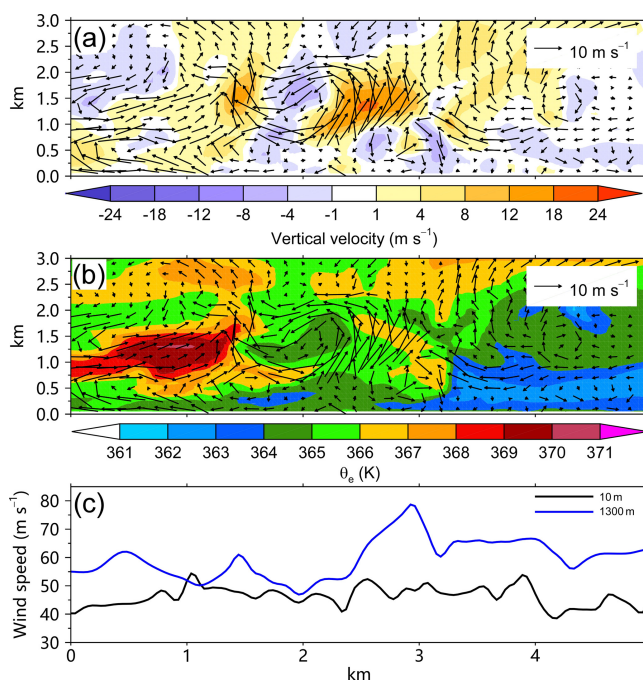 3.0
(a)
10 m s⁻¹
2.5
2.0
km
1.5
1.0
0.5
0.0
-24 -18 -12 -8 -4 -1 1 4 8 12 18 24
Vertical velocity (m s⁻¹)
3.0
(b)
10 m s⁻¹
2.5
2.0
km
1.5
1.0
0.5
0.0
361 362 363 364 365 366 367 368 369 370 371
θe (K)
(c)
10 m
1300 m
80
70
60
50
40
30
Wind speed (m s⁻¹)
0 1 2 3 4
km